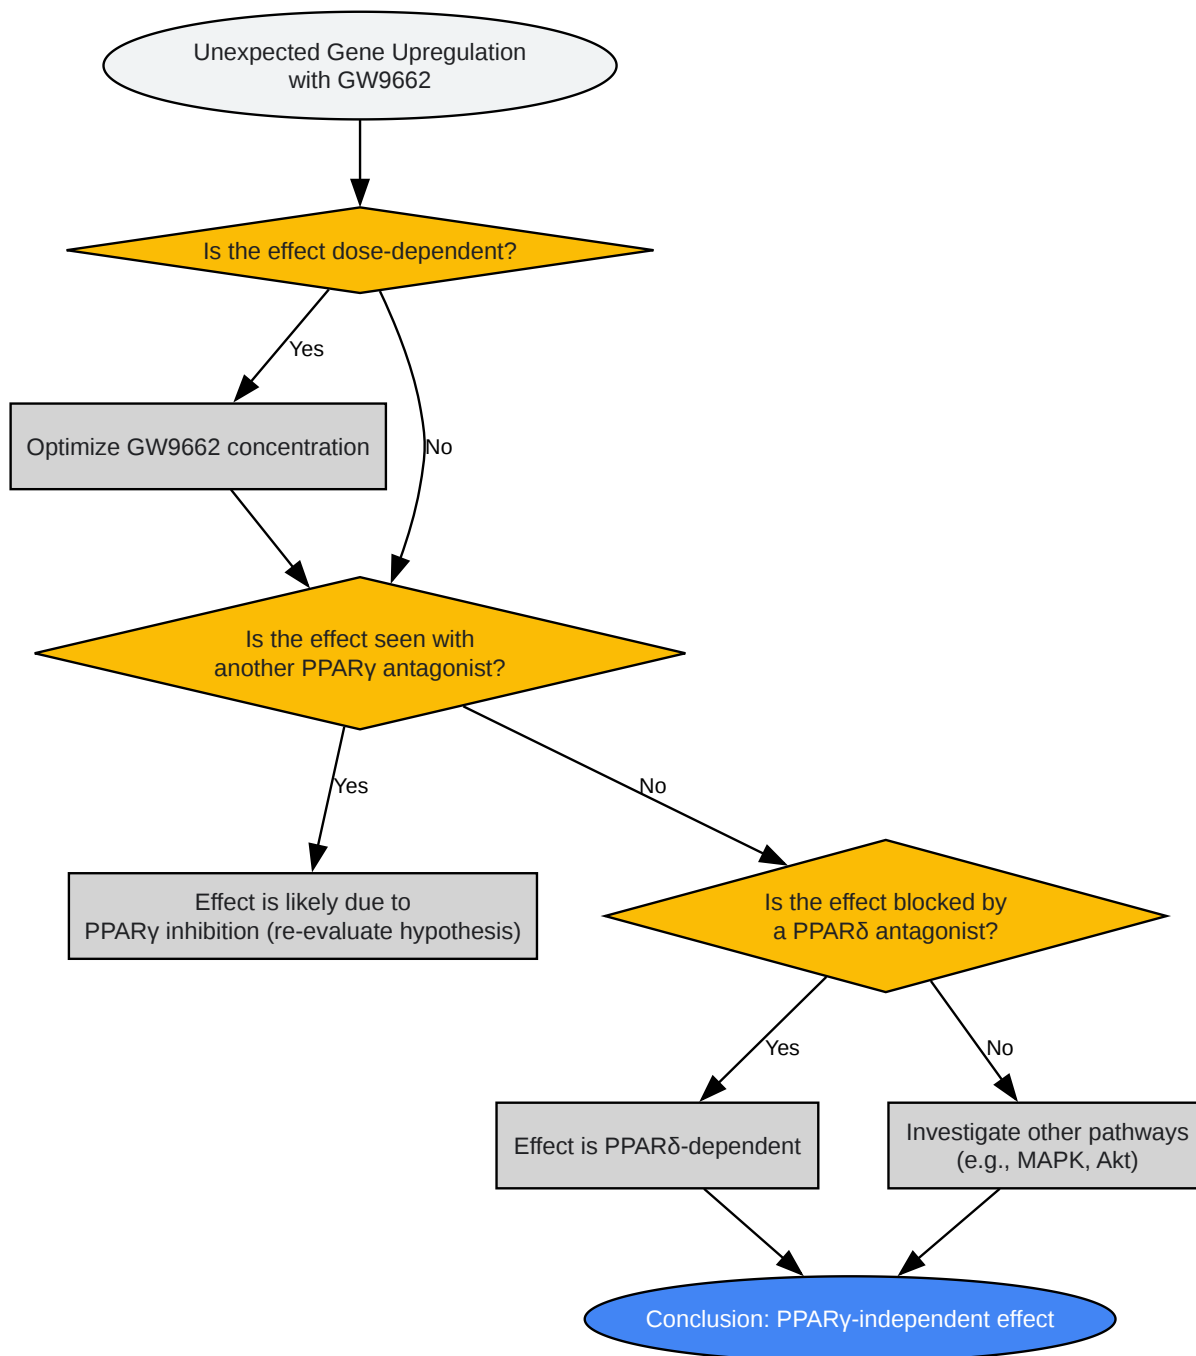 Unexpected Gene Upregulation
with GW9662
Is the effect dose-dependent?
Yes
Optimize GW9662 concentration
No
Is the effect seen with
another PPARγ antagonist?
Yes
No
Effect is likely due to
PPARγ inhibition (re-evaluate hypothesis)
Is the effect blocked by
a PPARδ antagonist?
Yes
No
Effect is PPARδ-dependent
Investigate other pathways
(e.g., MAPK, Akt)
Conclusion: PPARγ-independent effect